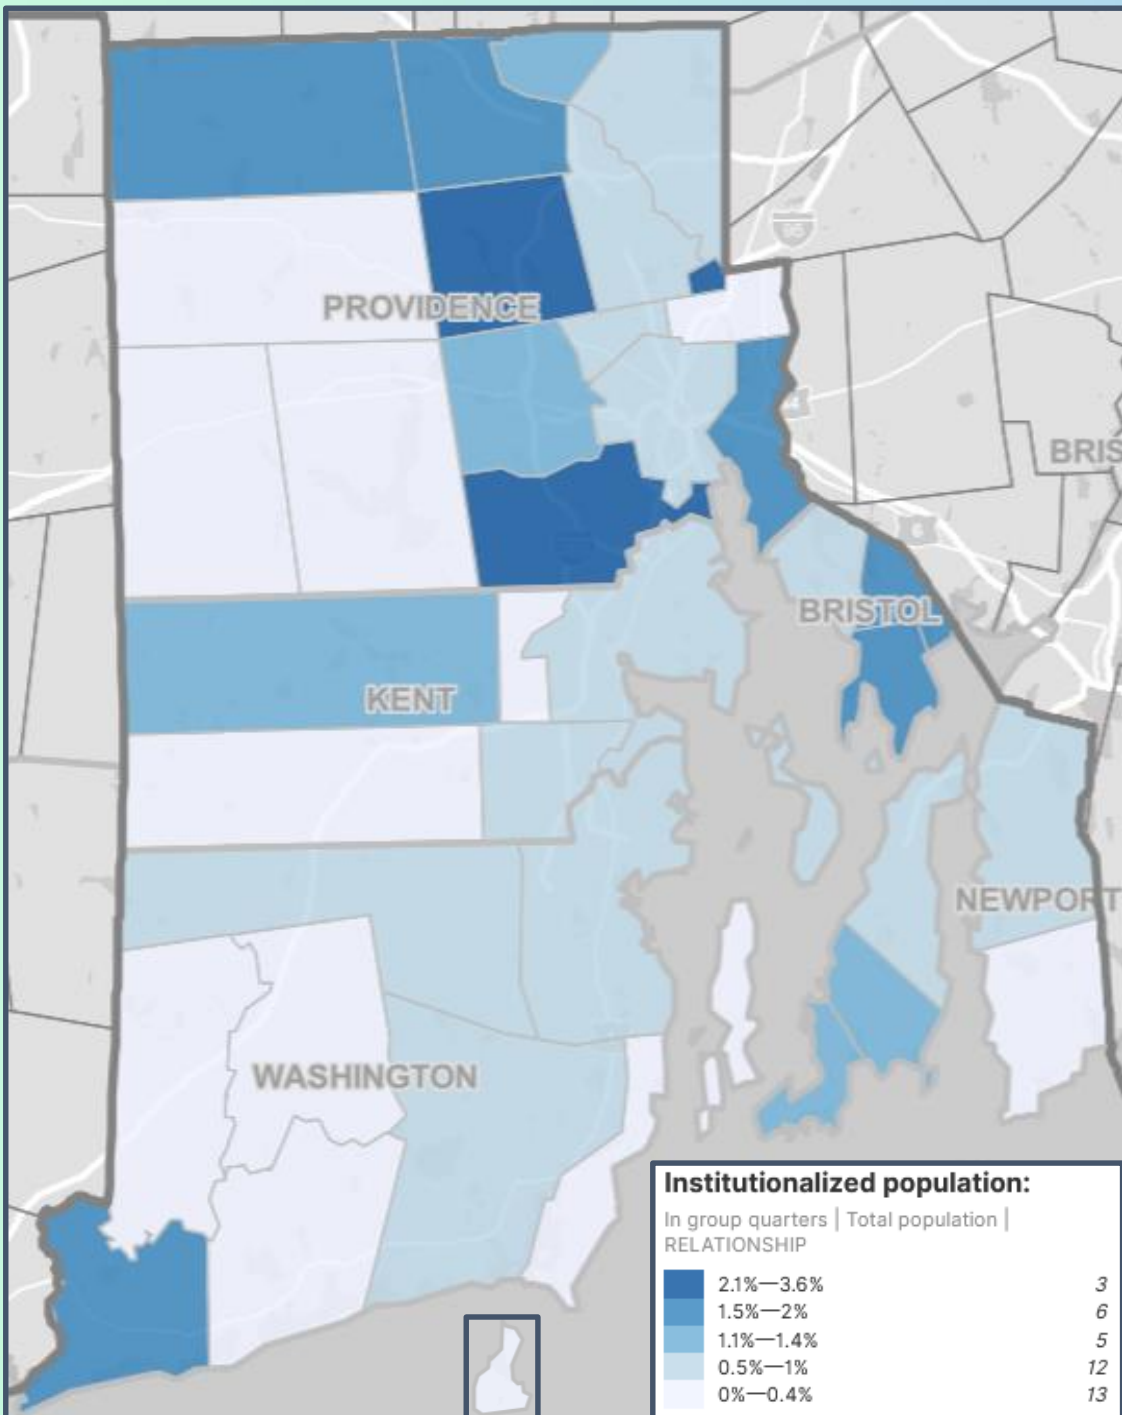 95
PROVIDENCE
BRIS
BRISTOL
KENT
NEWPORT
WASHINGTON
Institutionalized population:
In group quarters | Total population |
RELATIONSHIP
2.1%—3.6% 3
1.5%—2% 6
1.1%—1.4% 5
0.5%—1% 12
0%—0.4% 13